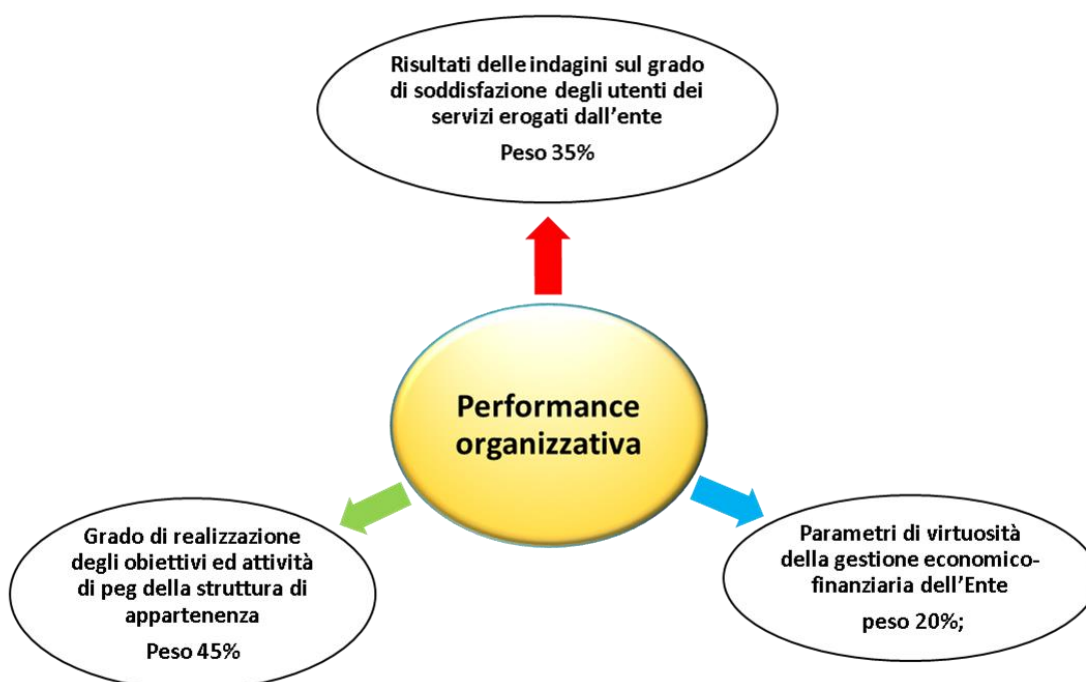 Risultati delle indagini sul grado
di soddisfazione degli utenti dei
servizi erogati dall'ente
Peso 35%
Performance
organizzativa
Grado di realizzazione
degli obiettivi ed attività
di peg della struttura di
appartenenza
Peso 45%
Parametri di virtuosità
della gestione economico-
finanziaria dell'Ente
peso 20%;